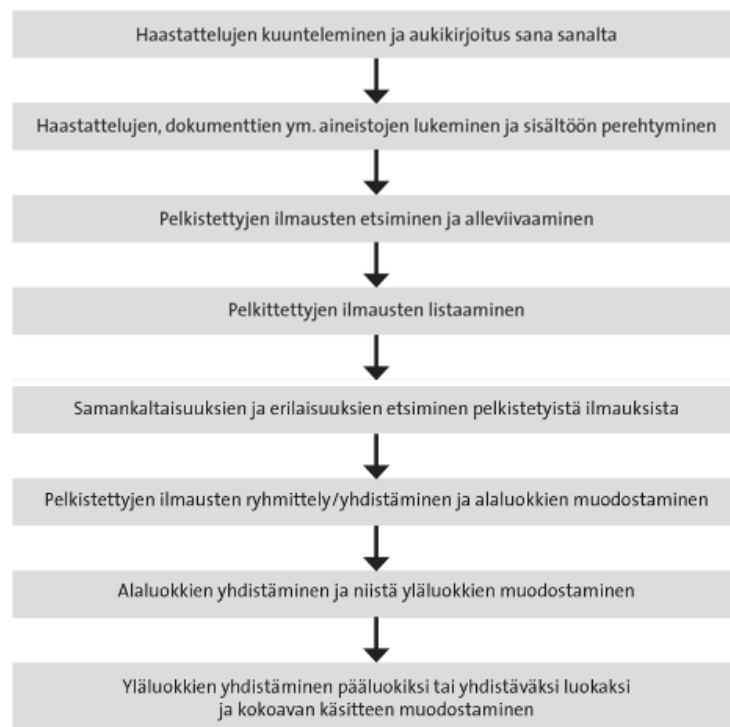 Haastattelujen kuunteleminen ja aukikirjoitus sana sanalta
Haastattelujen, dokumenttien ym. aineistojen lukeminen ja sisältöön perehtyminen
Pelkistettyjen ilmausten etsiminen ja alleviivaaminen
Pelkittettyjen ilmausten listaaminen
Samankaltaisuuksien ja erilaisuuksien etsiminen pelkistetyistä ilmauksista
Pelkistettyjen ilmausten ryhmittely/yhdistäminen ja alaluokkien muodostaminen
Alaluokkien yhdistäminen ja niistä yläluokkien muodostaminen
Yläluokkien yhdistäminen pääluokiksi tai yhdistäväksi luokaksi
ja kokoavan käsitteen muodostaminen